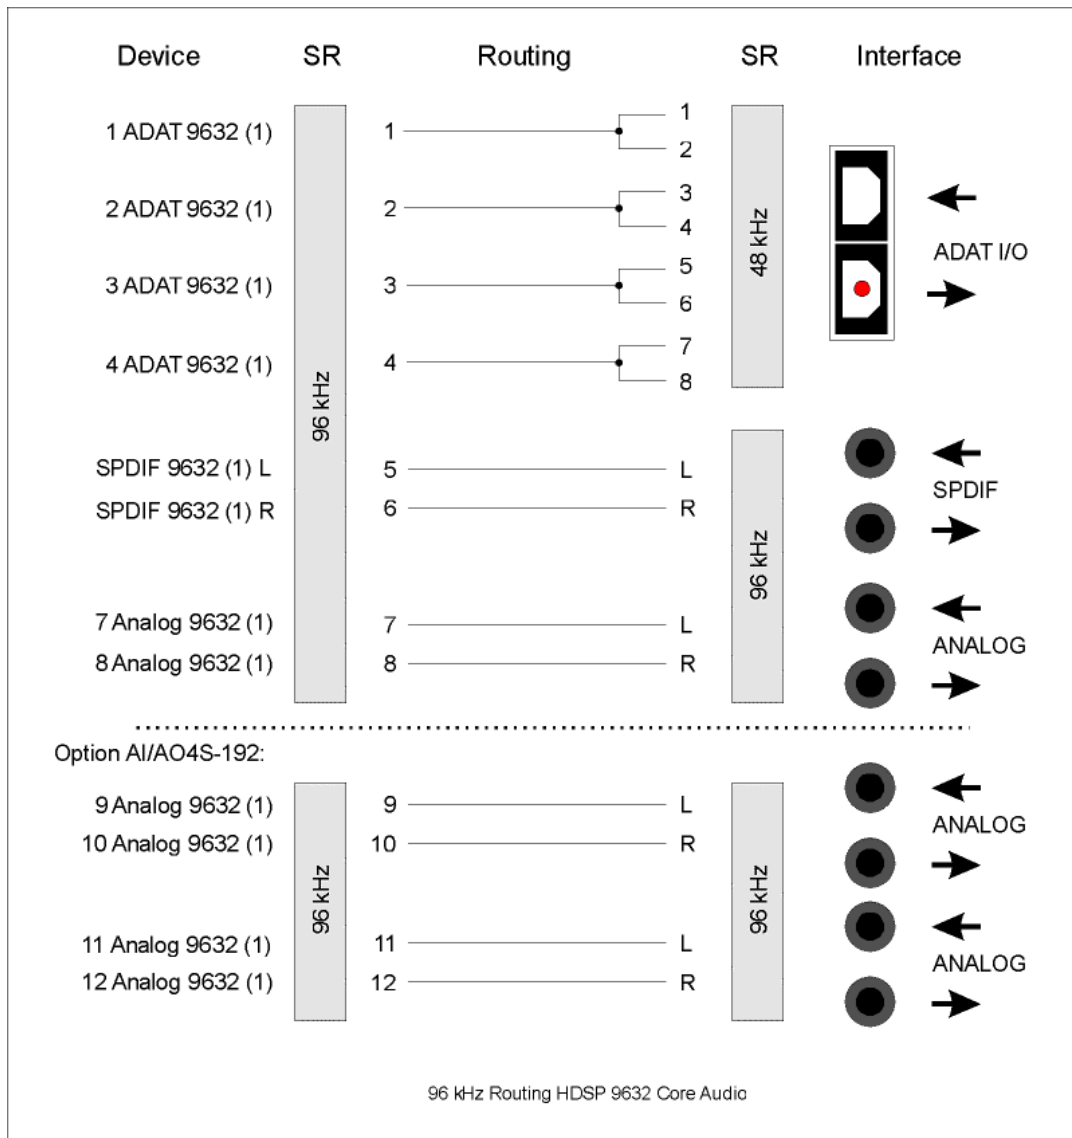 Device SR Routing SR Interface
1 ADAT 9632 (1) 1 1
2
2 ADAT 9632 (1) 2 3
4
ADAT I/O
3 ADAT 9632 (1) 3 5
6
48 kHz
4 ADAT 9632 (1) 4 7
8
96 kHz
SPDIF 9632 (1) L 5 L
SPDIF
SPDIF 9632 (1) R 6 R
96 kHz
7 Analog 9632 (1) 7 L
ANALOG
8 Analog 9632 (1) 8 R
Option AI/AO4S-192:
9 Analog 9632 (1) 9 L
ANALOG
10 Analog 9632 (1) 10 R
96 kHz 96 kHz
11 Analog 9632 (1) 11 L
ANALOG
12 Analog 9632 (1) 12 R
96 kHz Routing HDSP 9632 Core Audio